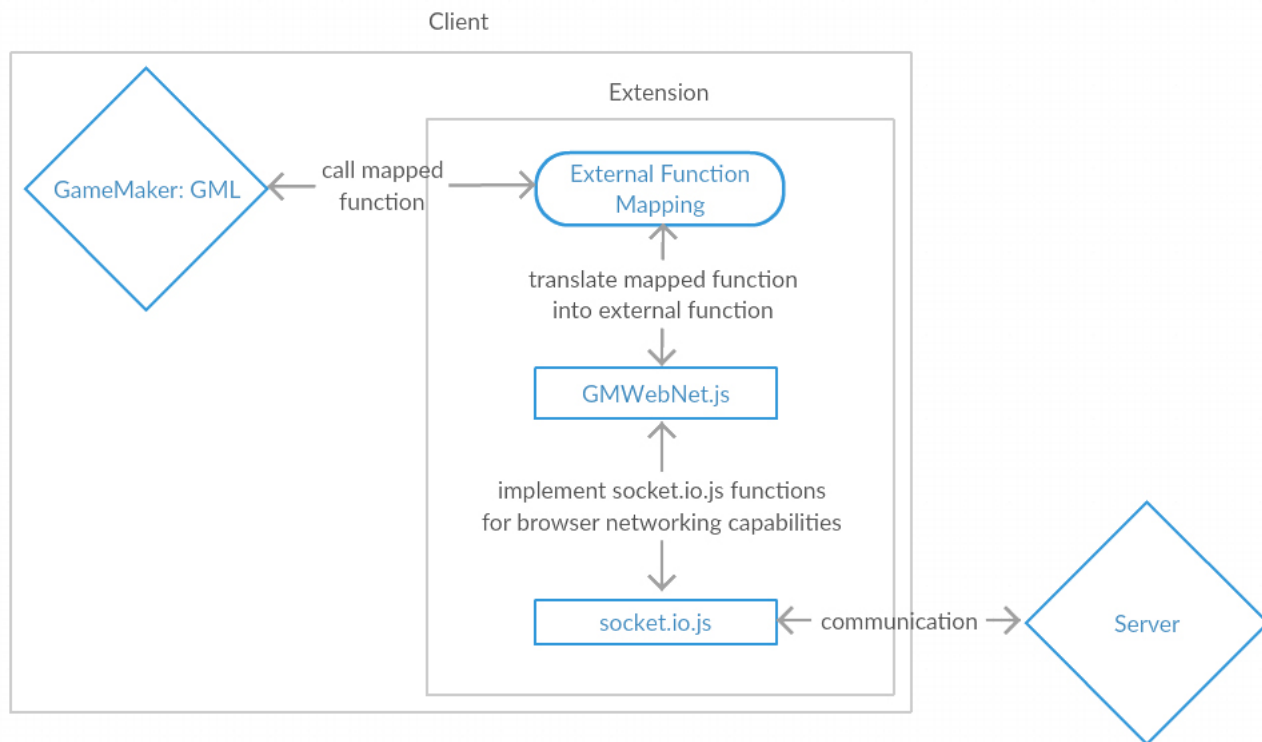 Client
Extension
GameMaker: GML
call mapped
function
External Function
Mapping
translate mapped function
into external function
GMWebNet.js
implement socket.io.js functions
for browser networking capabilities
socket.io.js
communication
Server